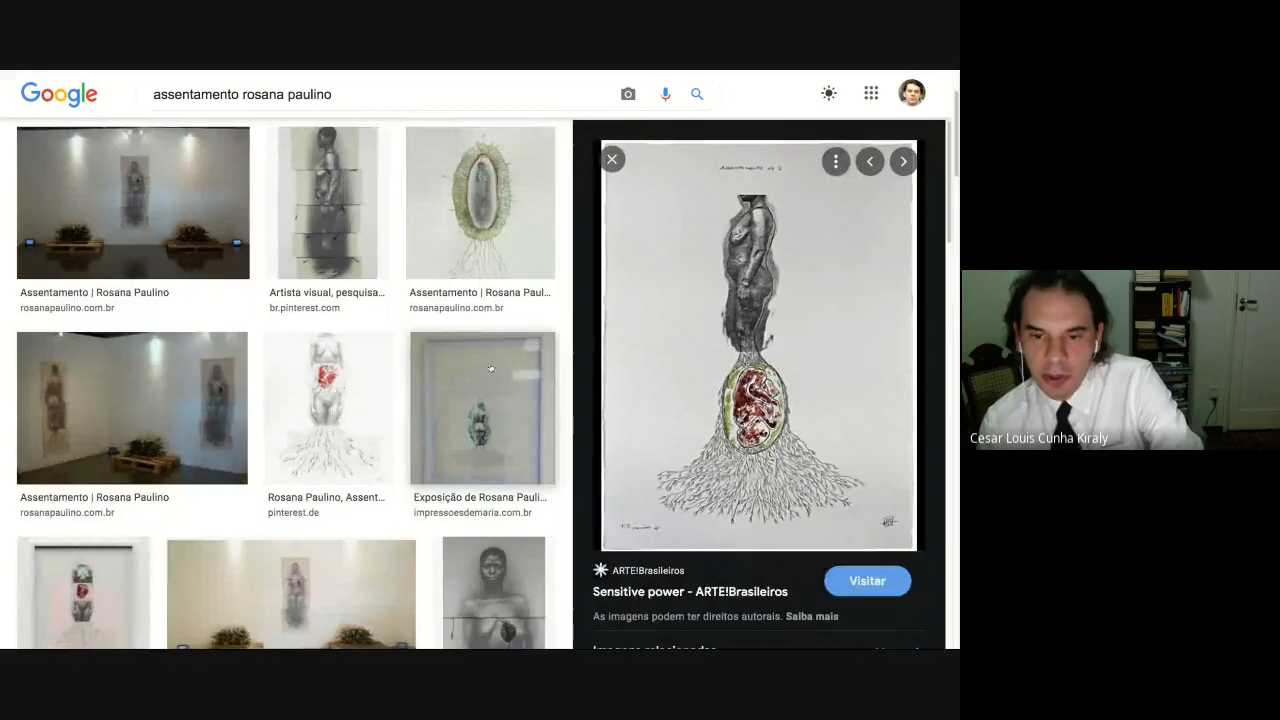 Google
assentamento rosana paulino
Assentamento | Rosana Paulino
rosanapaulino.com.br
Artista visual, pesquisa...
br.pinterest.com
Assentamento | Rosana Paul...
rosanapaulino.com.br
Assentamento | Rosana Paulino
rosanapaulino.com.br
Rosana Paulino, Assent...
pinterest.de
Exposição de Rosana Pauli...
impressoesdemaria.com.br
ARTE!Brasileiros
Sensitive power - ARTE!Brasileiros
Visitar
As imagens podem ter direitos autorais. Saiba mais
Imagens relacionadas
Cesar Louis Cunha Kiraly